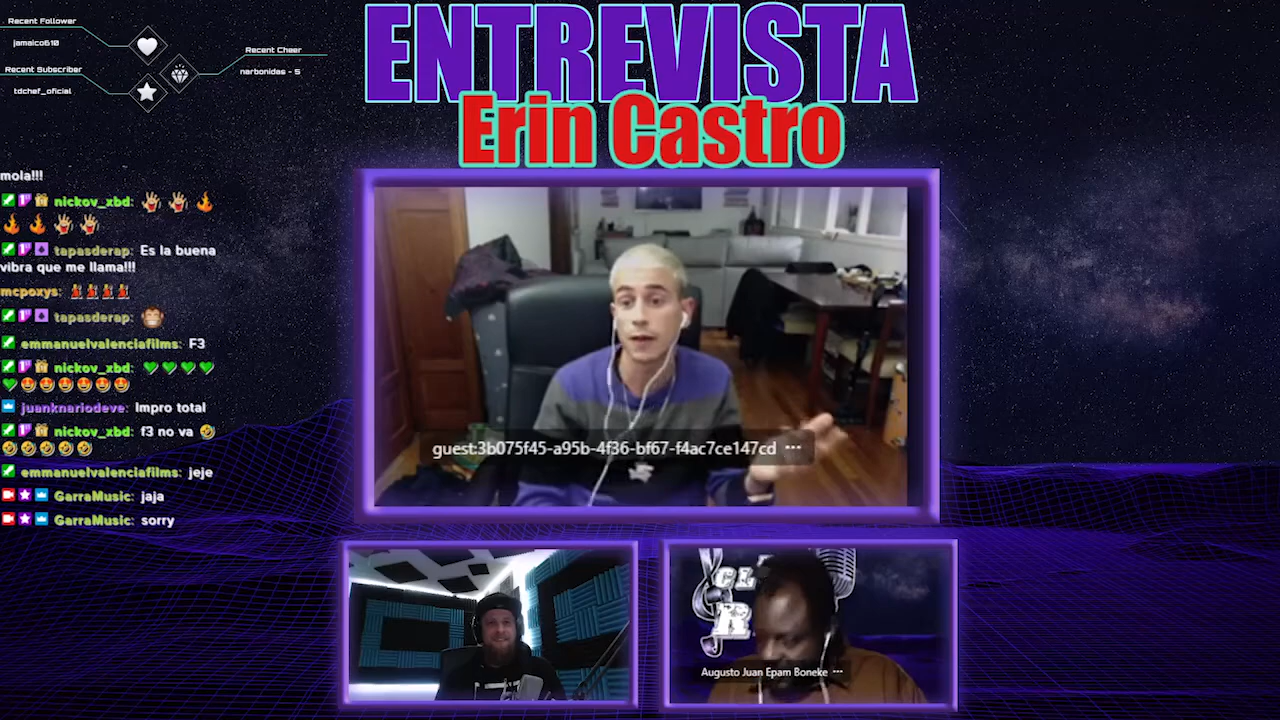 Recent Follower
jamaico610
Recent Subscriber
tdchef_oficial
Recent Cheer
narbonidas - 5
ENTREVISTA
Erin Castro
mola!!!
nickov_xbd:
tapasderap: Es la buena
vibra que me llama!!!
mcpoxys:
tapasderap:
emmanuelvalenciafilms: F3
nickov_xbd:
juanknariodeve: Impro total
nickov_xbd: f3 no va
emmanuelvalenciafilms: jeje
GarraMusic: jaja
GarraMusic: sorry
guest:3b075f45-a95b-4f36-bf67-f4ac7ce147cd ...
CL
R
Augusto Juan Epam Boneke ...